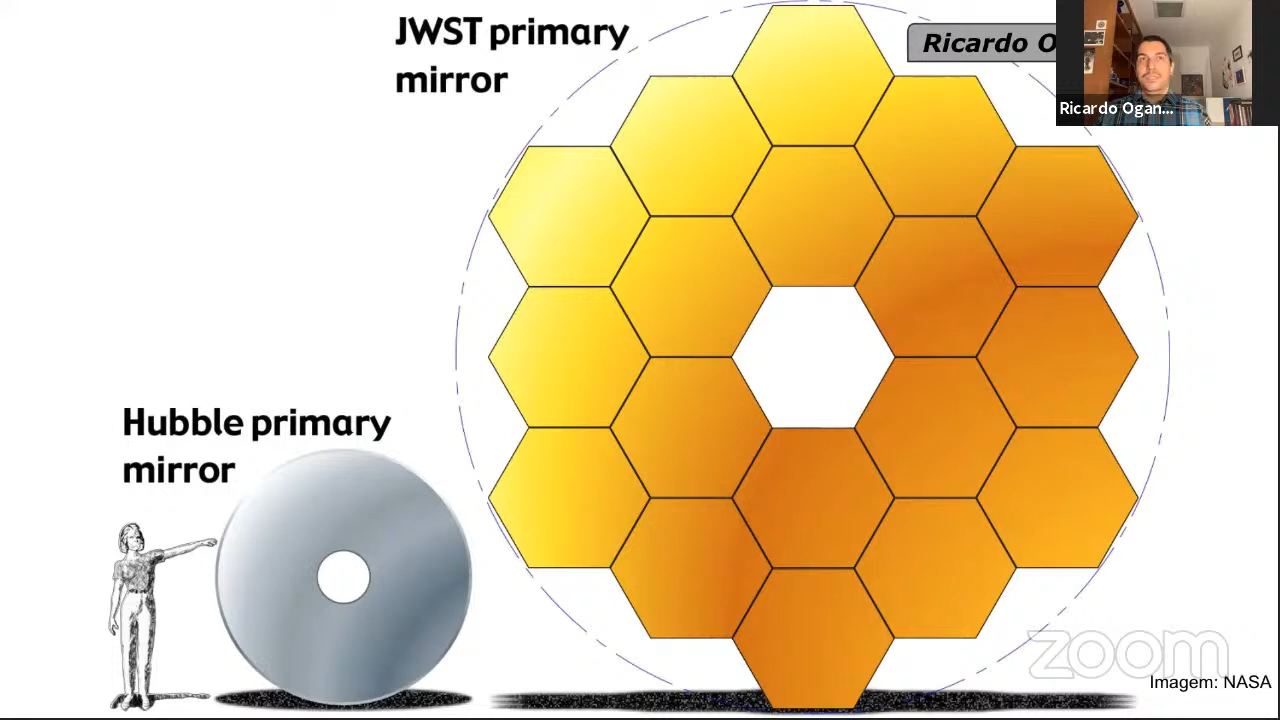 JWST primary
mirror
Ricardo O
Ricardo Ogan...
Hubble primary
mirror
zoom
Imagem: NASA